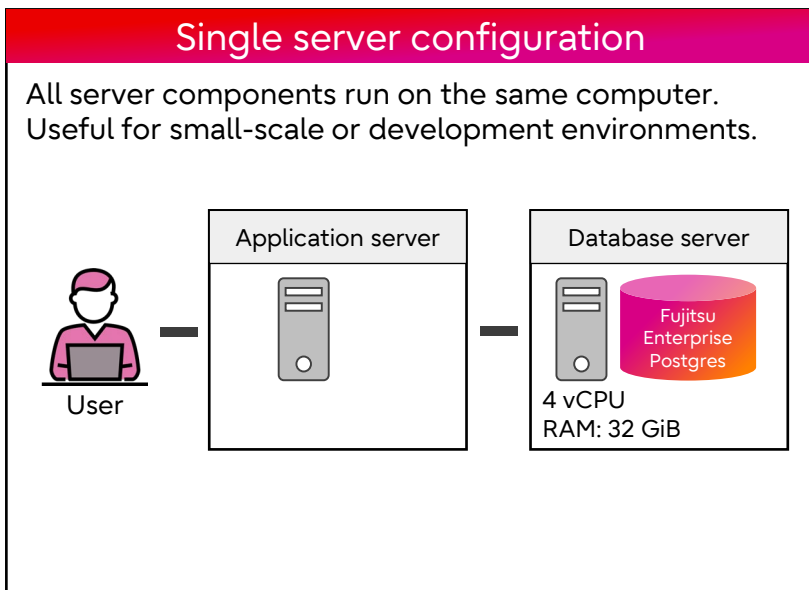 Single server configuration
All server components run on the same computer.
Useful for small-scale or development environments.
Application server
Database server
Fujitsu
Enterprise
Postgres
User
4 vCPU
RAM: 32 GiB